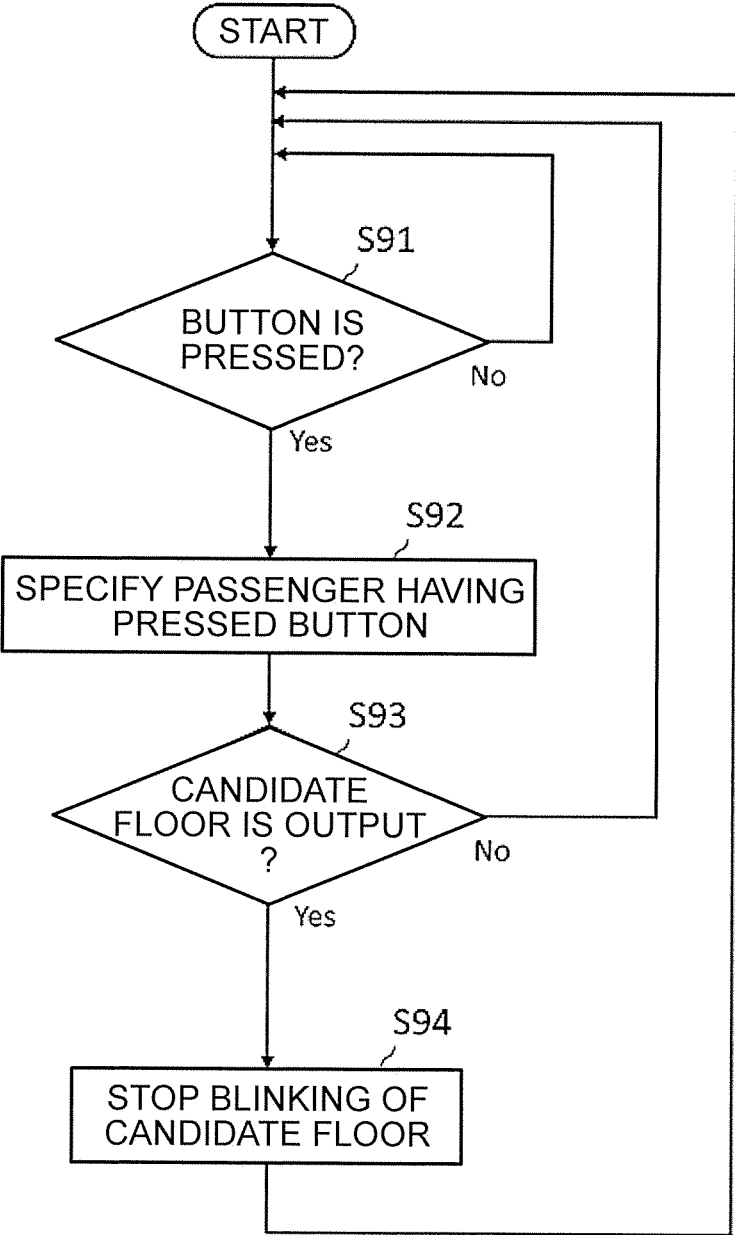 START
S91
BUTTON IS
PRESSED?
No
Yes
S92
SPECIFY PASSENGER HAVING
PRESSED BUTTON
S93
CANDIDATE
FLOOR IS OUTPUT
?
No
Yes
S94
STOP BLINKING OF
CANDIDATE FLOOR